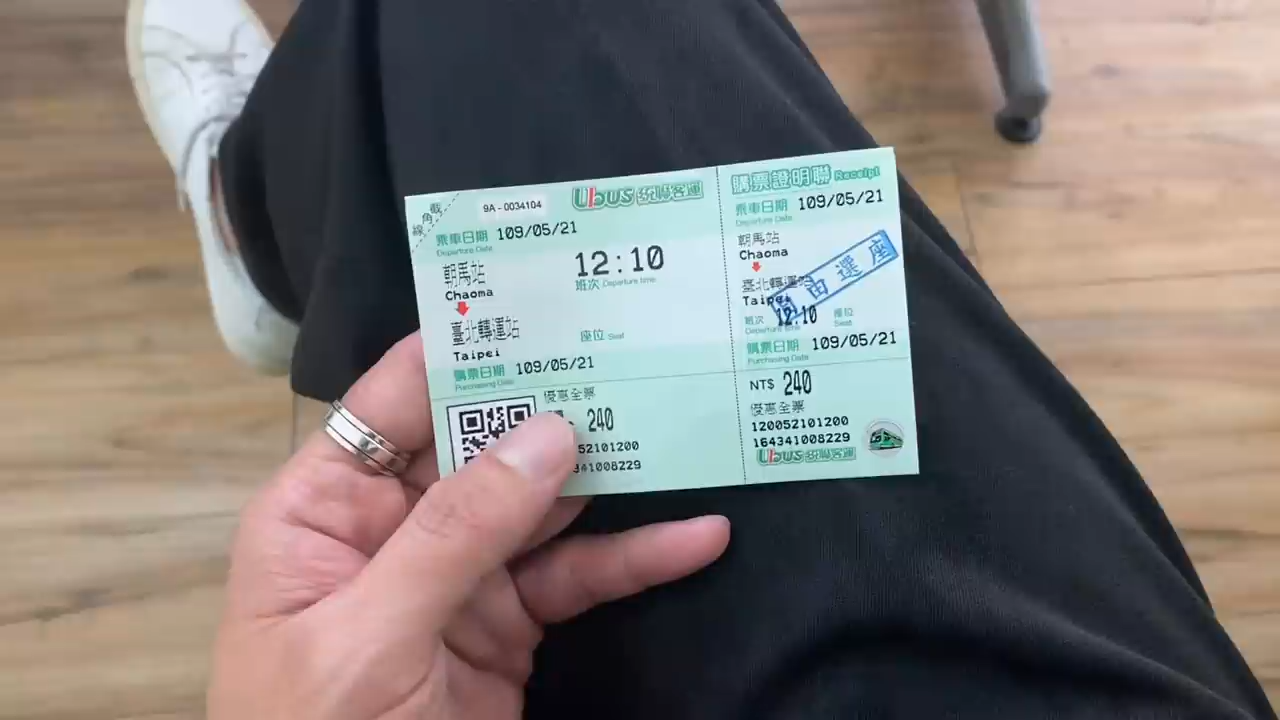 截角線
9A-0034104
Ubus 統聯客運
乘車日期 109/05/21
Departure Date
朝馬站
Chaoma
12:10
班次 Departure time
臺北轉運站
Taipei
座位 Seat
購票日期 109/05/21
Purchasing Date
優惠全票
240
52101200
41008229
購票證明聯 Receipt
乘車日期 109/05/21
Departure Date
朝馬站
Chaoma
自由選座
臺北轉運站
Taipei
班次 12:10 座位
Departure time Seat
購票日期 109/05/21
Purchasing Date
NT$ 240
優惠全票
120052101200
164341008229
Ubus 統聯客運